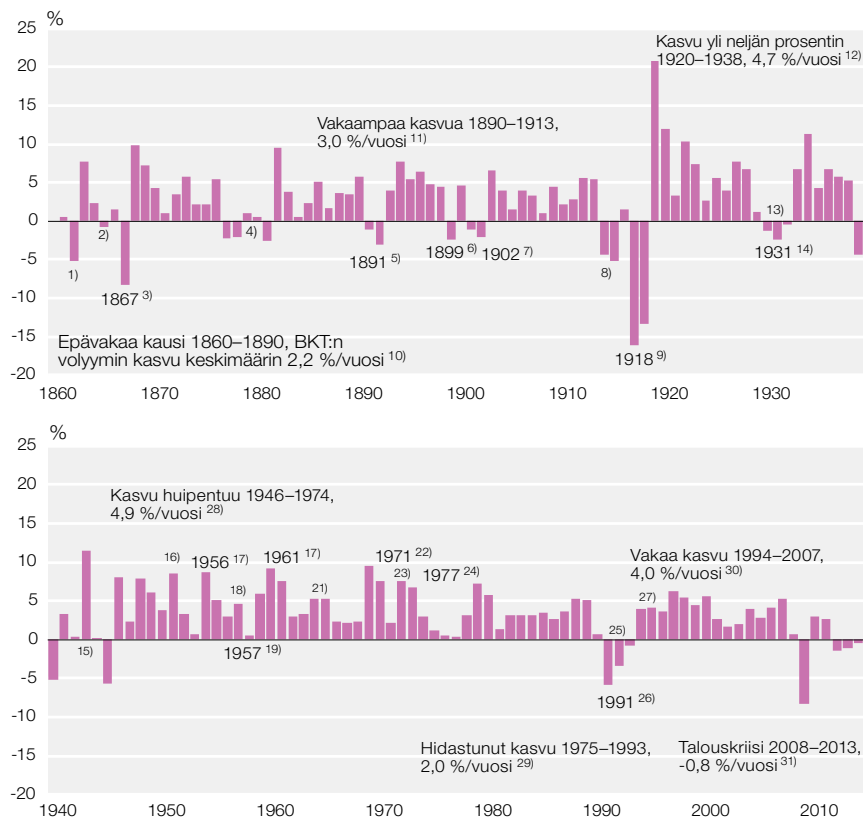 %
25
20
15
10
5
0
-5
-10
-15
-20
Kasvu yli neljän prosentin
1920–1938, 4,7 %/vuosi 12)
Vakaampaa kasvua 1890–1913,
3,0 %/vuosi 11)
1)
2)
1867 3)
4)
1891 5)
1899 6)
1902 7)
8)
1918 9)
13)
1931 14)
Epävakaa kausi 1860–1890, BKT:n
volyymin kasvu keskimäärin 2,2 %/vuosi 10)
1860 1870 1880 1890 1900 1910 1920 1930
%
25
20
15
10
5
0
-5
-10
-15
-20
Kasvu huipentuu 1946–1974,
4,9 %/vuosi 28)
15)
16)
1956 17)
18)
1957 19)
1961 17)
21)
1971 22)
23)
1977 24)
25)
1991 26)
27)
Vakaa kasvu 1994–2007,
4,0 %/vuosi 30)
Hidastunut kasvu 1975–1993,
2,0 %/vuosi 29)
Talouskriisi 2008–2013,
-0,8 %/vuosi 31)
1940 1950 1960 1970 1980 1990 2000 2010